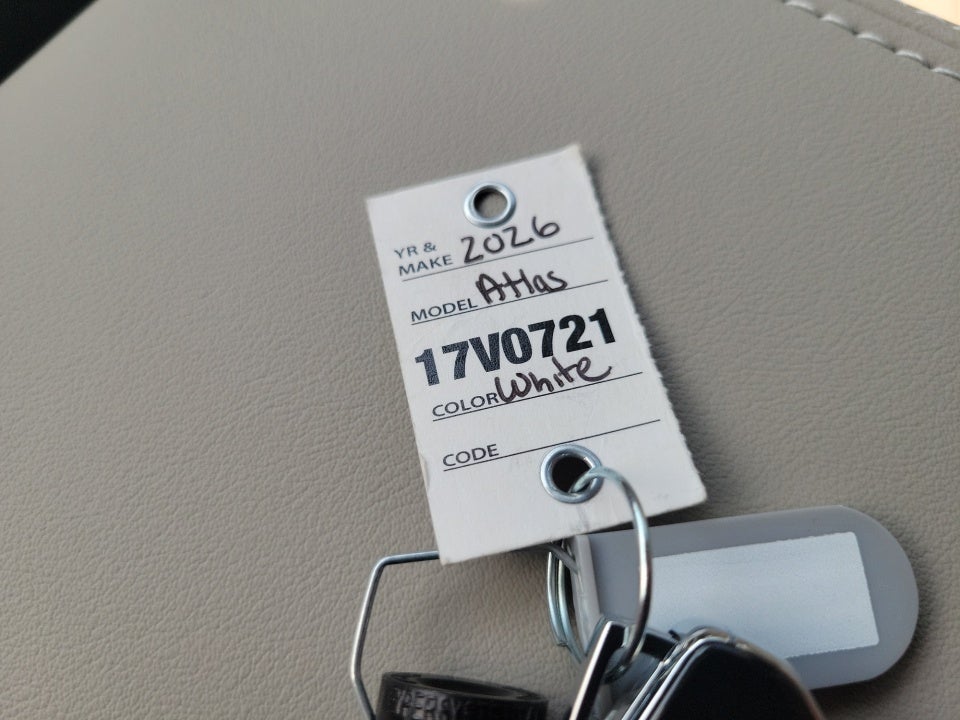 YR & MAKE 2026
MODEL Atlas
17V0721
COLOR White
CODE